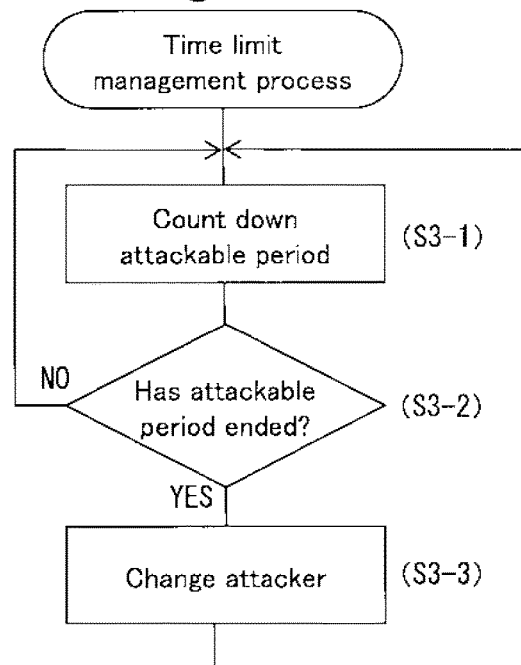 Time limit
management process
Count down
attackable period
(S3-1)
NO
Has attackable
period ended?
(S3-2)
YES
Change attacker
(S3-3)